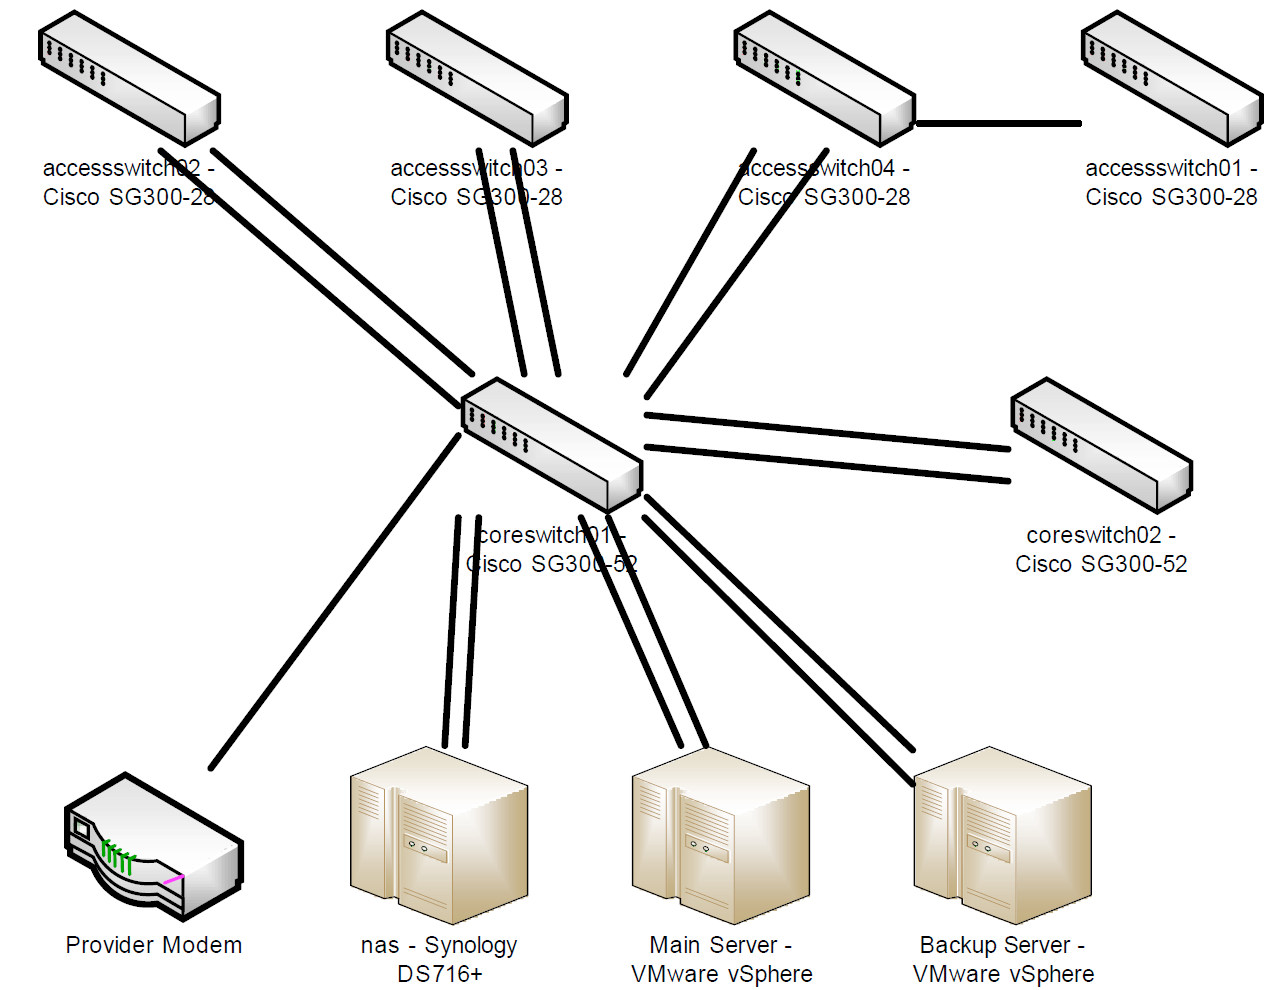 accessswitch02 -
Cisco SG300-28
accessswitch03 -
Cisco SG300-28
accessswitch04 -
Cisco SG300-28
accessswitch01 -
Cisco SG300-28
coreswitch01 -
Cisco SG300-52
coreswitch02 -
Cisco SG300-52
Provider Modem
nas - Synology
DS716+
Main Server -
VMware vSphere
Backup Server -
VMware vSphere